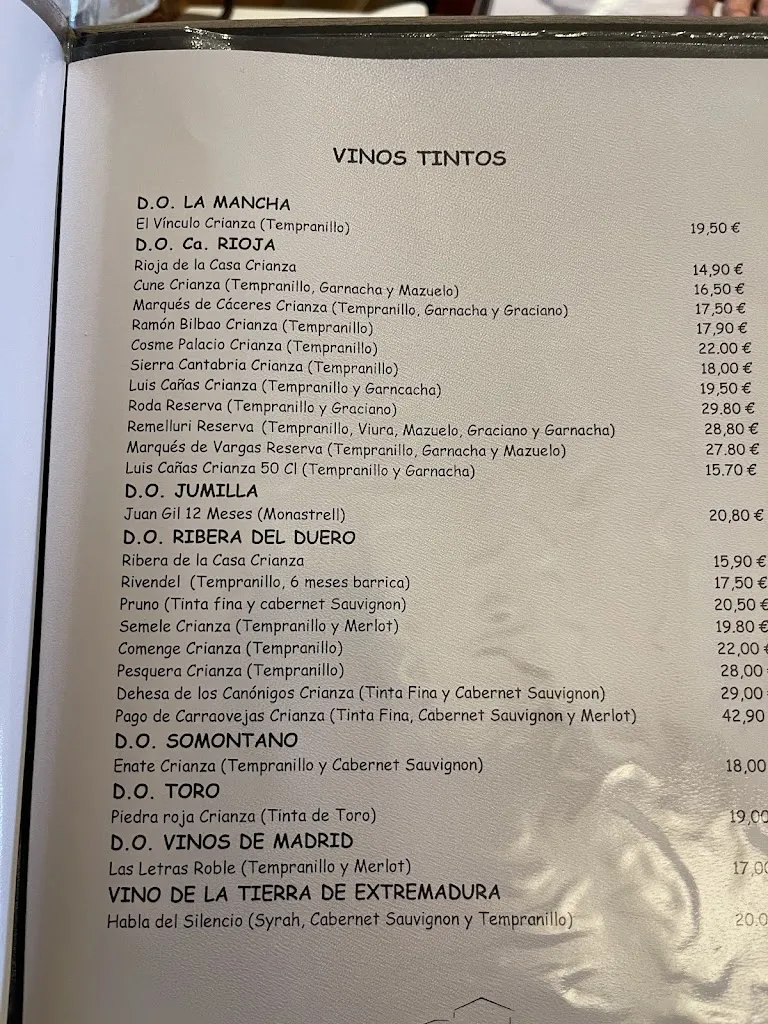 VINOS TINTOS
D.O. LA MANCHA
El Vínculo Crianza (Tempranillo) 19,50 €
D.O. Ca. RIOJA
Rioja de la Casa Crianza 14,90 €
Cune Crianza (Tempranillo, Garnacha y Mazuelo) 16,50 €
Marqués de Cáceres Crianza (Tempranillo, Garnacha y Graciano) 17,50 €
Ramón Bilbao Crianza (Tempranillo) 17,90 €
Cosme Palacio Crianza (Tempranillo) 22.00 €
Sierra Cantabria Crianza (Tempranillo) 18,00 €
Luis Cañas Crianza (Tempranillo y Garncacha) 19,50 €
Roda Reserva (Tempranillo y Graciano) 29.80 €
Remelluri Reserva (Tempranillo, Viura, Mazuelo, Graciano y Garnacha) 28,80 €
Marqués de Vargas Reserva (Tempranillo, Garnacha y Mazuelo) 27.80 €
Luis Cañas Crianza 50 Cl (Tempranillo y Garnacha) 15.70 €
D.O. JUMILLA
Juan Gil 12 Meses (Monastrell) 20,80 €
D.O. RIBERA DEL DUERO
Ribera de la Casa Crianza 15,90 €
Rivendel (Tempranillo, 6 meses barrica) 17,50 €
Pruno (Tinta fina y cabernet Sauvignon) 20,50 €
Semele Crianza (Tempranillo y Merlot) 19.80 €
Comenge Crianza (Tempranillo) 22,00 €
Pesquera Crianza (Tempranillo) 28,00
Dehesa de los Canónigos Crianza (Tinta Fina y Cabernet Sauvignon) 29,00
Pago de Carraovejas Crianza (Tinta Fina, Cabernet Sauvignon y Merlot) 42,90
D.O. SOMONTANO
Enate Crianza (Tempranillo y Cabernet Sauvignon) 18,00
D.O. TORO
Piedra roja Crianza (Tinta de Toro) 19,00
D.O. VINOS DE MADRID
Las Letras Roble (Tempranillo y Merlot) 17,00
VINO DE LA TIERRA DE EXTREMADURA
Habla del Silencio (Syrah, Cabernet Sauvignon y Tempranillo) 20.0